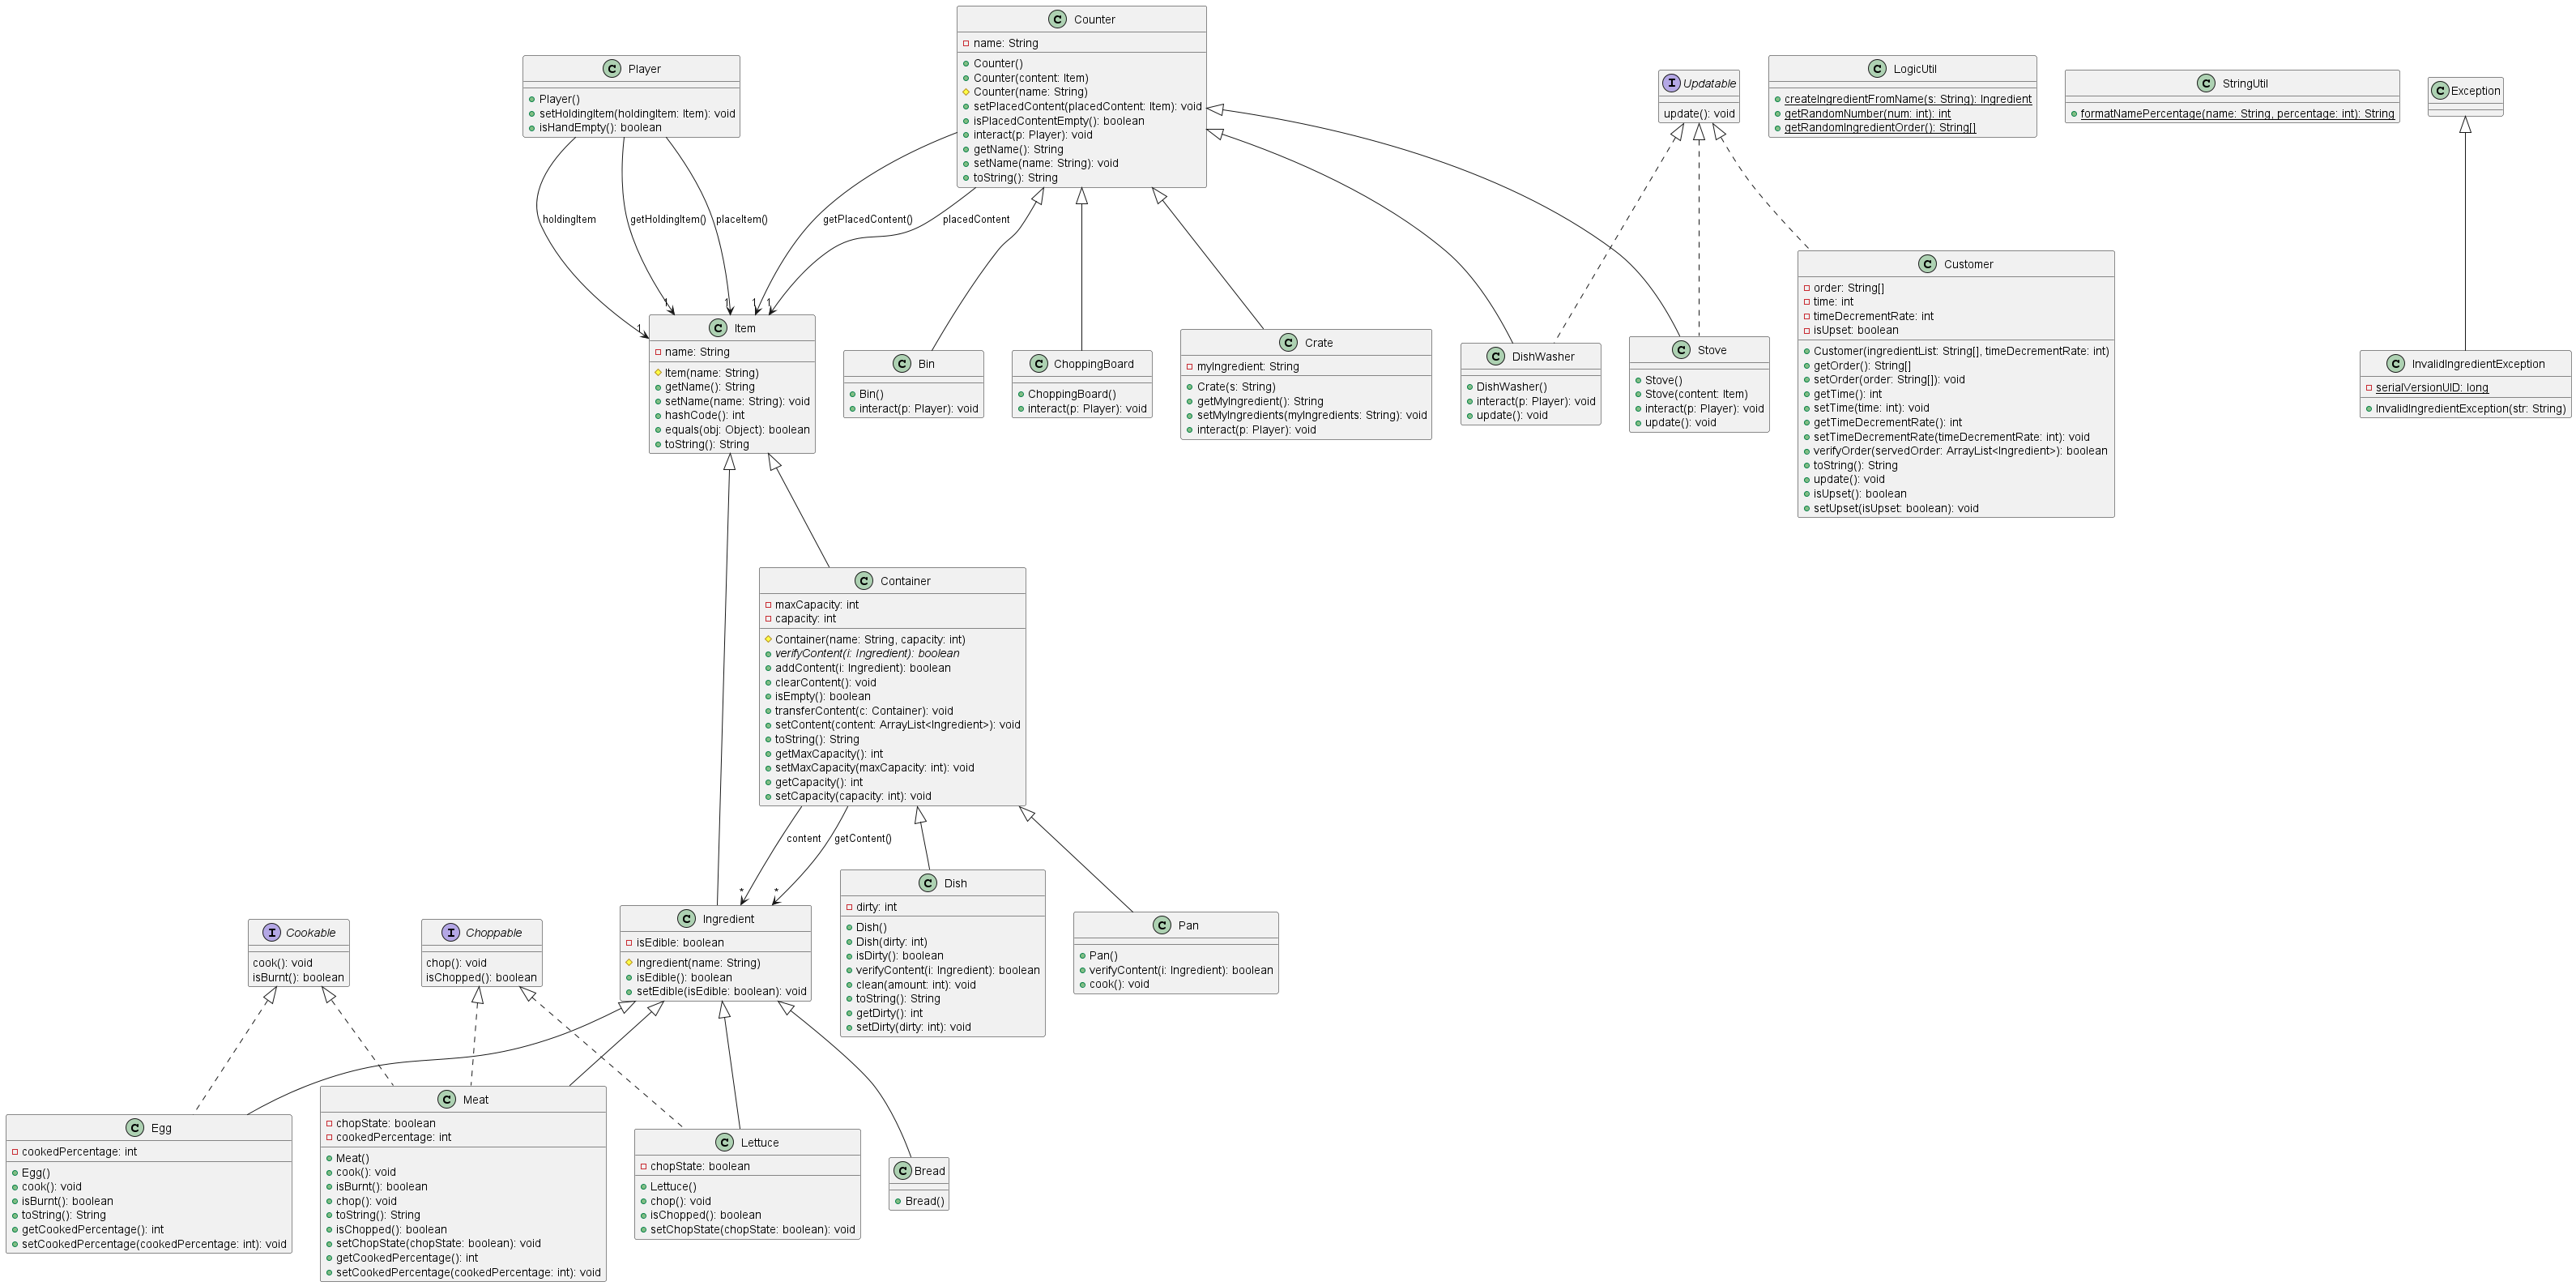 C Counter
name: String
Counter()
Counter(content: Item)
Counter(name: String)
setPlacedContent(placedContent: Item): void
isPlacedContentEmpty(): boolean
interact(p: Player): void
getName(): String
setName(name: String): void
toString(): String
C Player
Player()
setHoldingItem(holdingItem: Item): void
isHandEmpty(): boolean
I Updatable
update(): void
C LogicUtil
createIngredientFromName(s: String): Ingredient
getRandomNumber(num: int): int
getRandomIngredientOrder(): String[]
C StringUtil
formatNamePercentage(name: String, percentage: int): String
C Exception
holdingItem
getHoldingItem()
placeItem()
getPlacedContent()
placedContent
1
1
1
1
1
C Item
name: String
Item(name: String)
getName(): String
setName(name: String): void
hashCode(): int
equals(obj: Object): boolean
toString(): String
C Bin
Bin()
interact(p: Player): void
C ChoppingBoard
ChoppingBoard()
interact(p: Player): void
C Crate
myIngredient: String
Crate(s: String)
getMyIngredient(): String
setMyIngredients(myIngredients: String): void
interact(p: Player): void
C DishWasher
DishWasher()
interact(p: Player): void
update(): void
C Stove
Stove()
Stove(content: Item)
interact(p: Player): void
update(): void
C Customer
order: String[]
time: int
timeDecrementRate: int
isUpset: boolean
Customer(ingredientList: String[], timeDecrementRate: int)
getOrder(): String[]
setOrder(order: String[]): void
getTime(): int
setTime(time: int): void
getTimeDecrementRate(): int
setTimeDecrementRate(timeDecrementRate: int): void
verifyOrder(servedOrder: ArrayList<Ingredient>): boolean
toString(): String
update(): void
isUpset(): boolean
setUpset(isUpset: boolean): void
C InvalidIngredientException
serialVersionUID: long
InvalidIngredientException(str: String)
C Container
maxCapacity: int
capacity: int
Container(name: String, capacity: int)
verifyContent(i: Ingredient): boolean
addContent(i: Ingredient): boolean
clearContent(): void
isEmpty(): boolean
transferContent(c: Container): void
setContent(content: ArrayList<Ingredient>): void
toString(): String
getMaxCapacity(): int
setMaxCapacity(maxCapacity: int): void
getCapacity(): int
setCapacity(capacity: int): void
content
getContent()
*
*
I Cookable
cook(): void
isBurnt(): boolean
I Choppable
chop(): void
isChopped(): boolean
C Ingredient
isEdible: boolean
Ingredient(name: String)
isEdible(): boolean
setEdible(isEdible: boolean): void
C Dish
dirty: int
Dish()
Dish(dirty: int)
isDirty(): boolean
verifyContent(i: Ingredient): boolean
clean(amount: int): void
toString(): String
getDirty(): int
setDirty(dirty: int): void
C Pan
Pan()
verifyContent(i: Ingredient): boolean
cook(): void
C Egg
cookedPercentage: int
Egg()
cook(): void
isBurnt(): boolean
toString(): String
getCookedPercentage(): int
setCookedPercentage(cookedPercentage: int): void
C Meat
chopState: boolean
cookedPercentage: int
Meat()
cook(): void
isBurnt(): boolean
chop(): void
toString(): String
isChopped(): boolean
setChopState(chopState: boolean): void
getCookedPercentage(): int
setCookedPercentage(cookedPercentage: int): void
C Lettuce
chopState: boolean
Lettuce()
chop(): void
isChopped(): boolean
setChopState(chopState: boolean): void
C Bread
Bread()